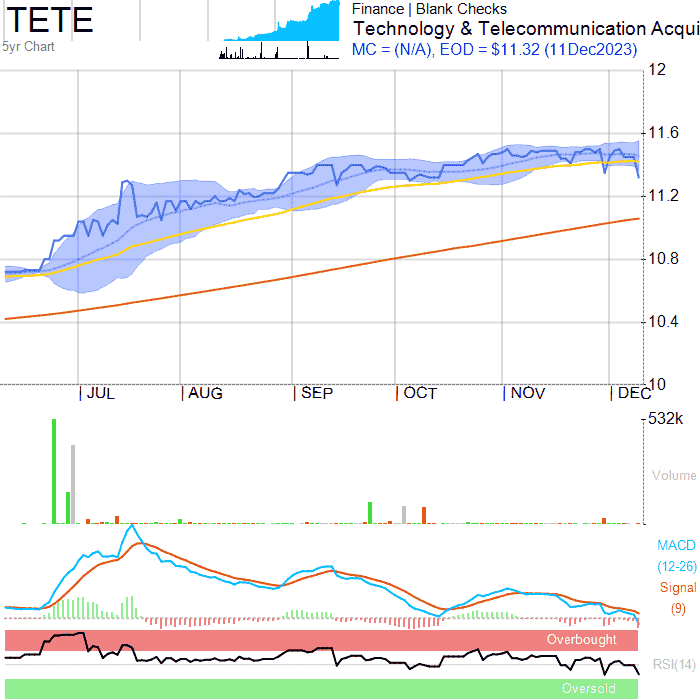 TETE
5yr Chart
Finance | Blank Checks
Technology & Telecommunication Acqui
MC = (N/A), EOD = $11.32 (11Dec2023)
12
11.6
11.2
10.8
10.4
10
JUL AUG SEP OCT NOV DEC
532k
Volume
MACD
(12-26)
Signal
(9)
Overbought
RSI(14)
Oversold